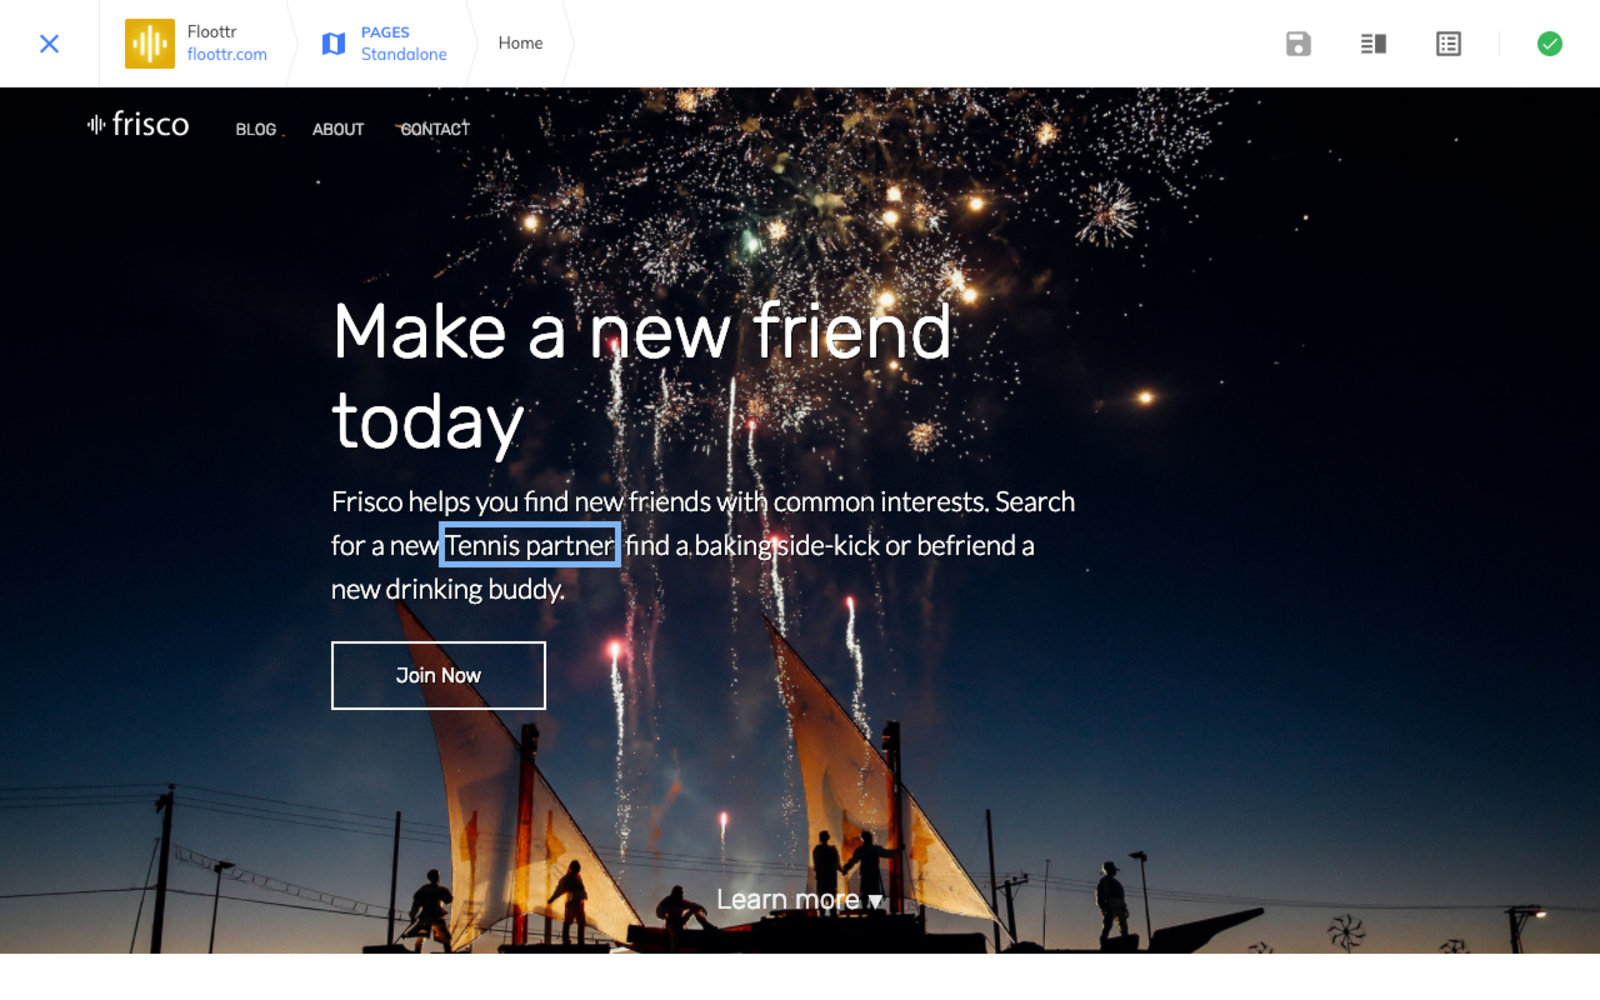 Floottr
floottr.com
PAGES
Standalone
Home
frisco
BLOG
ABOUT
CONTACT
Make a new friend
today
Frisco helps you find new friends with common interests. Search
for a new Tennis partner find a baking side-kick or befriend a
new drinking buddy.
Join Now
Learn more ▼